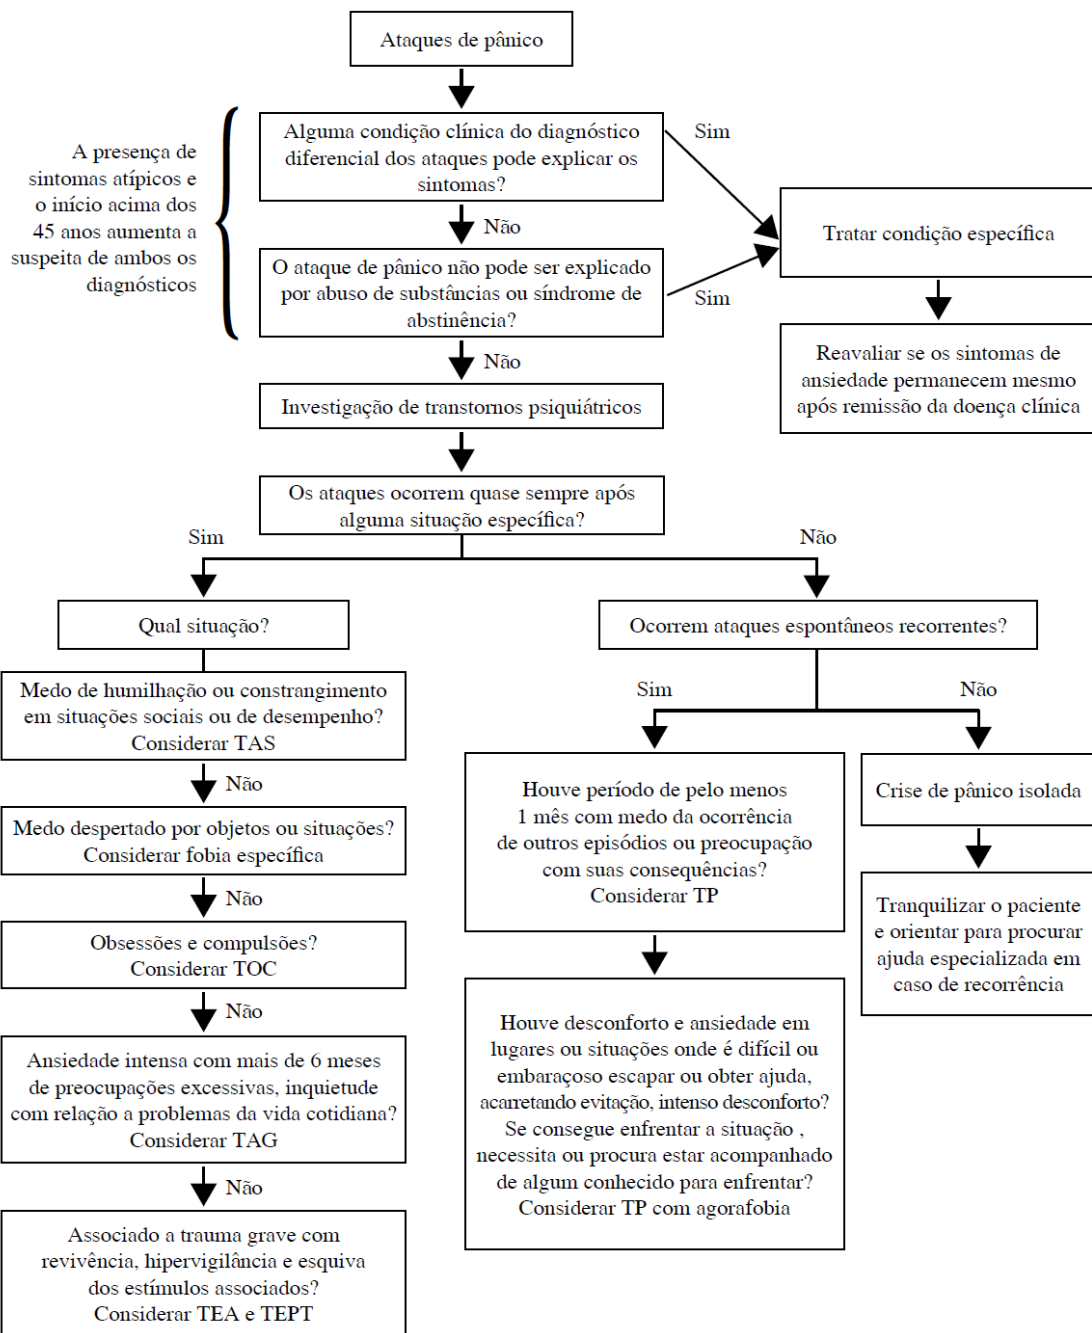 Ataques de pânico
Alguma condição clínica do diagnóstico
diferencial dos ataques pode explicar os
sintomas?
Sim
A presença de
sintomas atípicos e
o início acima dos
45 anos aumenta a
suspeita de ambos os
diagnósticos
Não
Tratar condição específica
O ataque de pânico não pode ser explicado
por abuso de substâncias ou síndrome de
abstinência?
Sim
Não
Reavaliar se os sintomas de
ansiedade permanecem mesmo
após remissão da doença clínica
Investigação de transtornos psiquiátricos
Os ataques ocorrem quase sempre após
alguma situação específica?
Sim
Não
Qual situação?
Medo de humilhação ou constrangimento
em situações sociais ou de desempenho?
Considerar TAS
Não
Medo despertado por objetos ou situações?
Considerar fobia específica
Não
Obsessões e compulsões?
Considerar TOC
Não
Ansiedade intensa com mais de 6 meses
de preocupações excessivas, inquietude
com relação a problemas da vida cotidiana?
Considerar TAG
Não
Associado a trauma grave com
revivência, hipervigilância e esquiva
dos estímulos associados?
Considerar TEA e TEPT
Ocorrem ataques espontâneos recorrentes?
Sim
Não
Houve período de pelo menos
1 mês com medo da ocorrência
de outros episódios ou preocupação
com suas consequências?
Considerar TP
Houve desconforto e ansiedade em
lugares ou situações onde é difícil ou
embaraçoso escapar ou obter ajuda,
acarretando evitação, intenso desconforto?
Se consegue enfrentar a situação ,
necessita ou procura estar acompanhado
de algum conhecido para enfrentar?
Considerar TP com agorafobia
Crise de pânico isolada
Tranquilizar o paciente
e orientar para procurar
ajuda especializada em
caso de recorrência